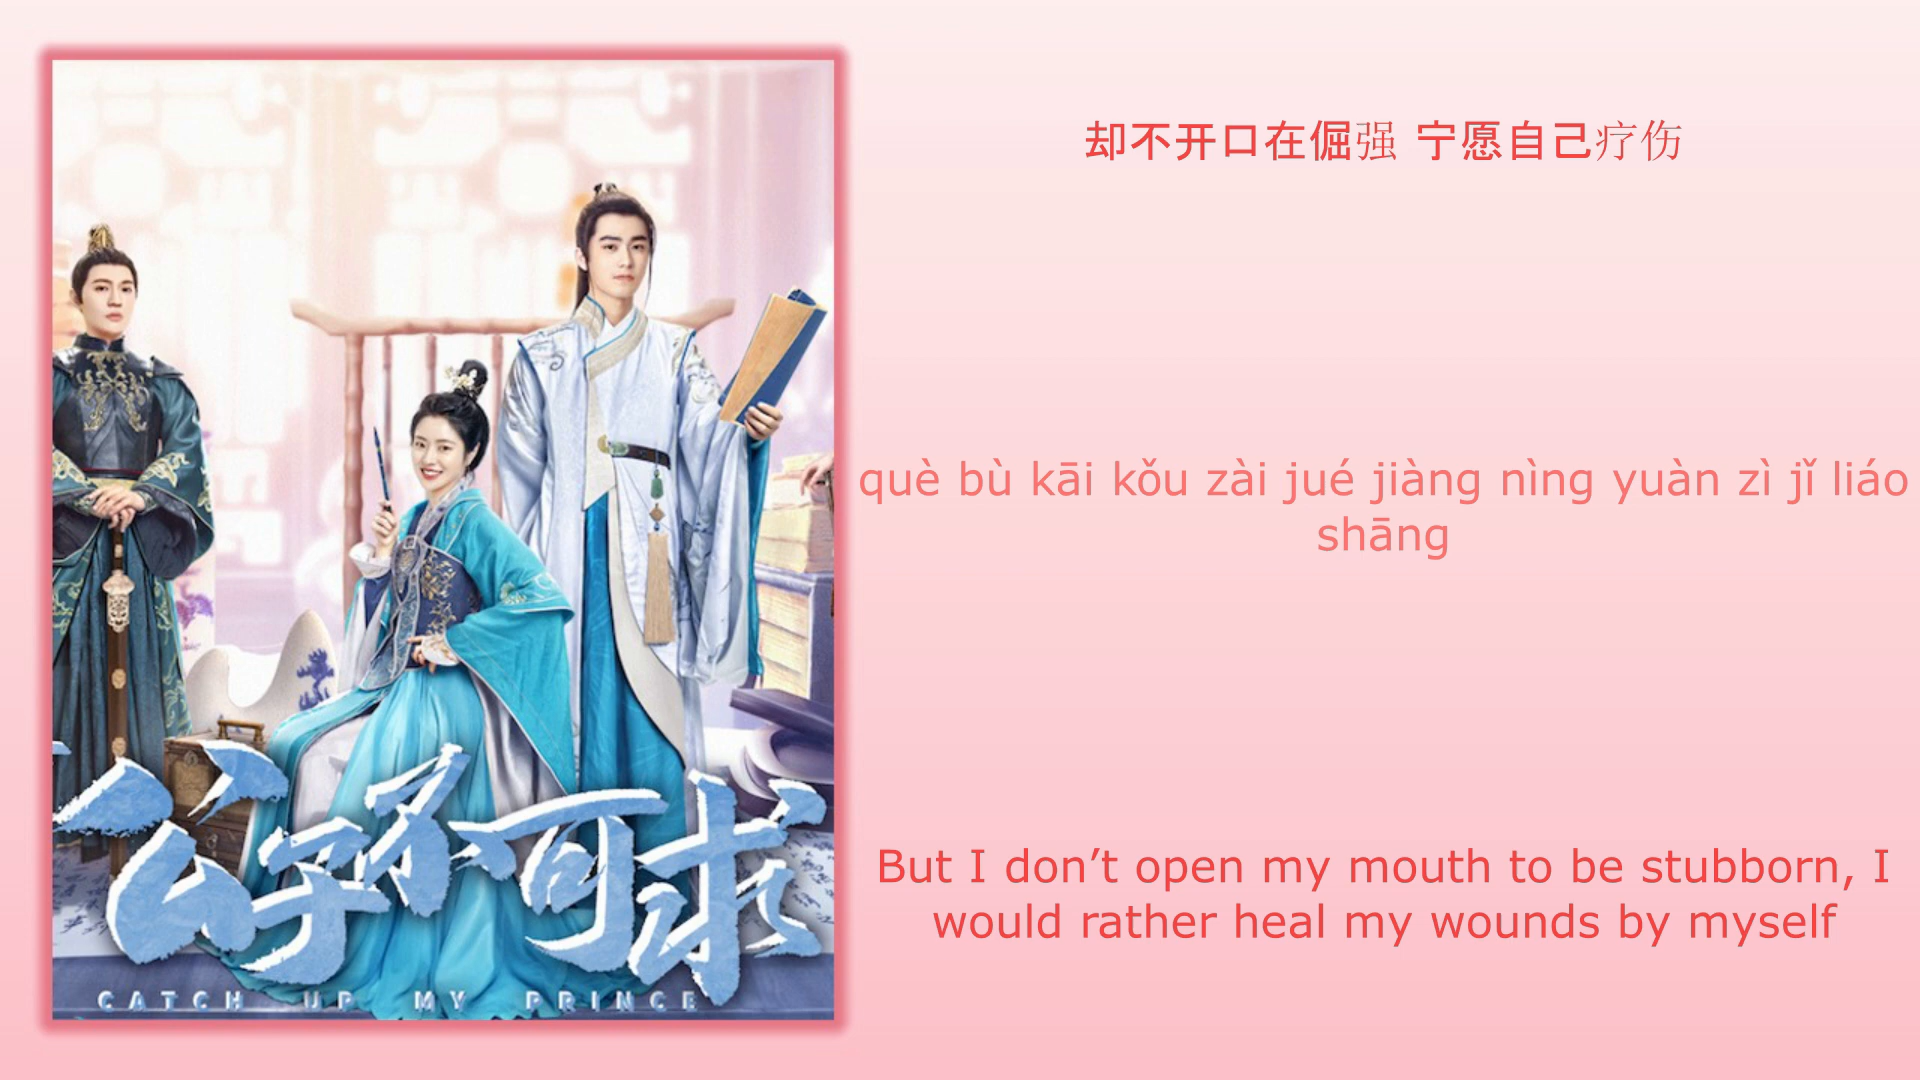 公子不可求
CATCH UP MY PRINCE
却不开口在倔强 宁愿自己疗伤
què bù kāi kǒu zài jué jiàng nìng yuàn zì jǐ liáo
shāng
But I don’t open my mouth to be stubborn, I
would rather heal my wounds by myself